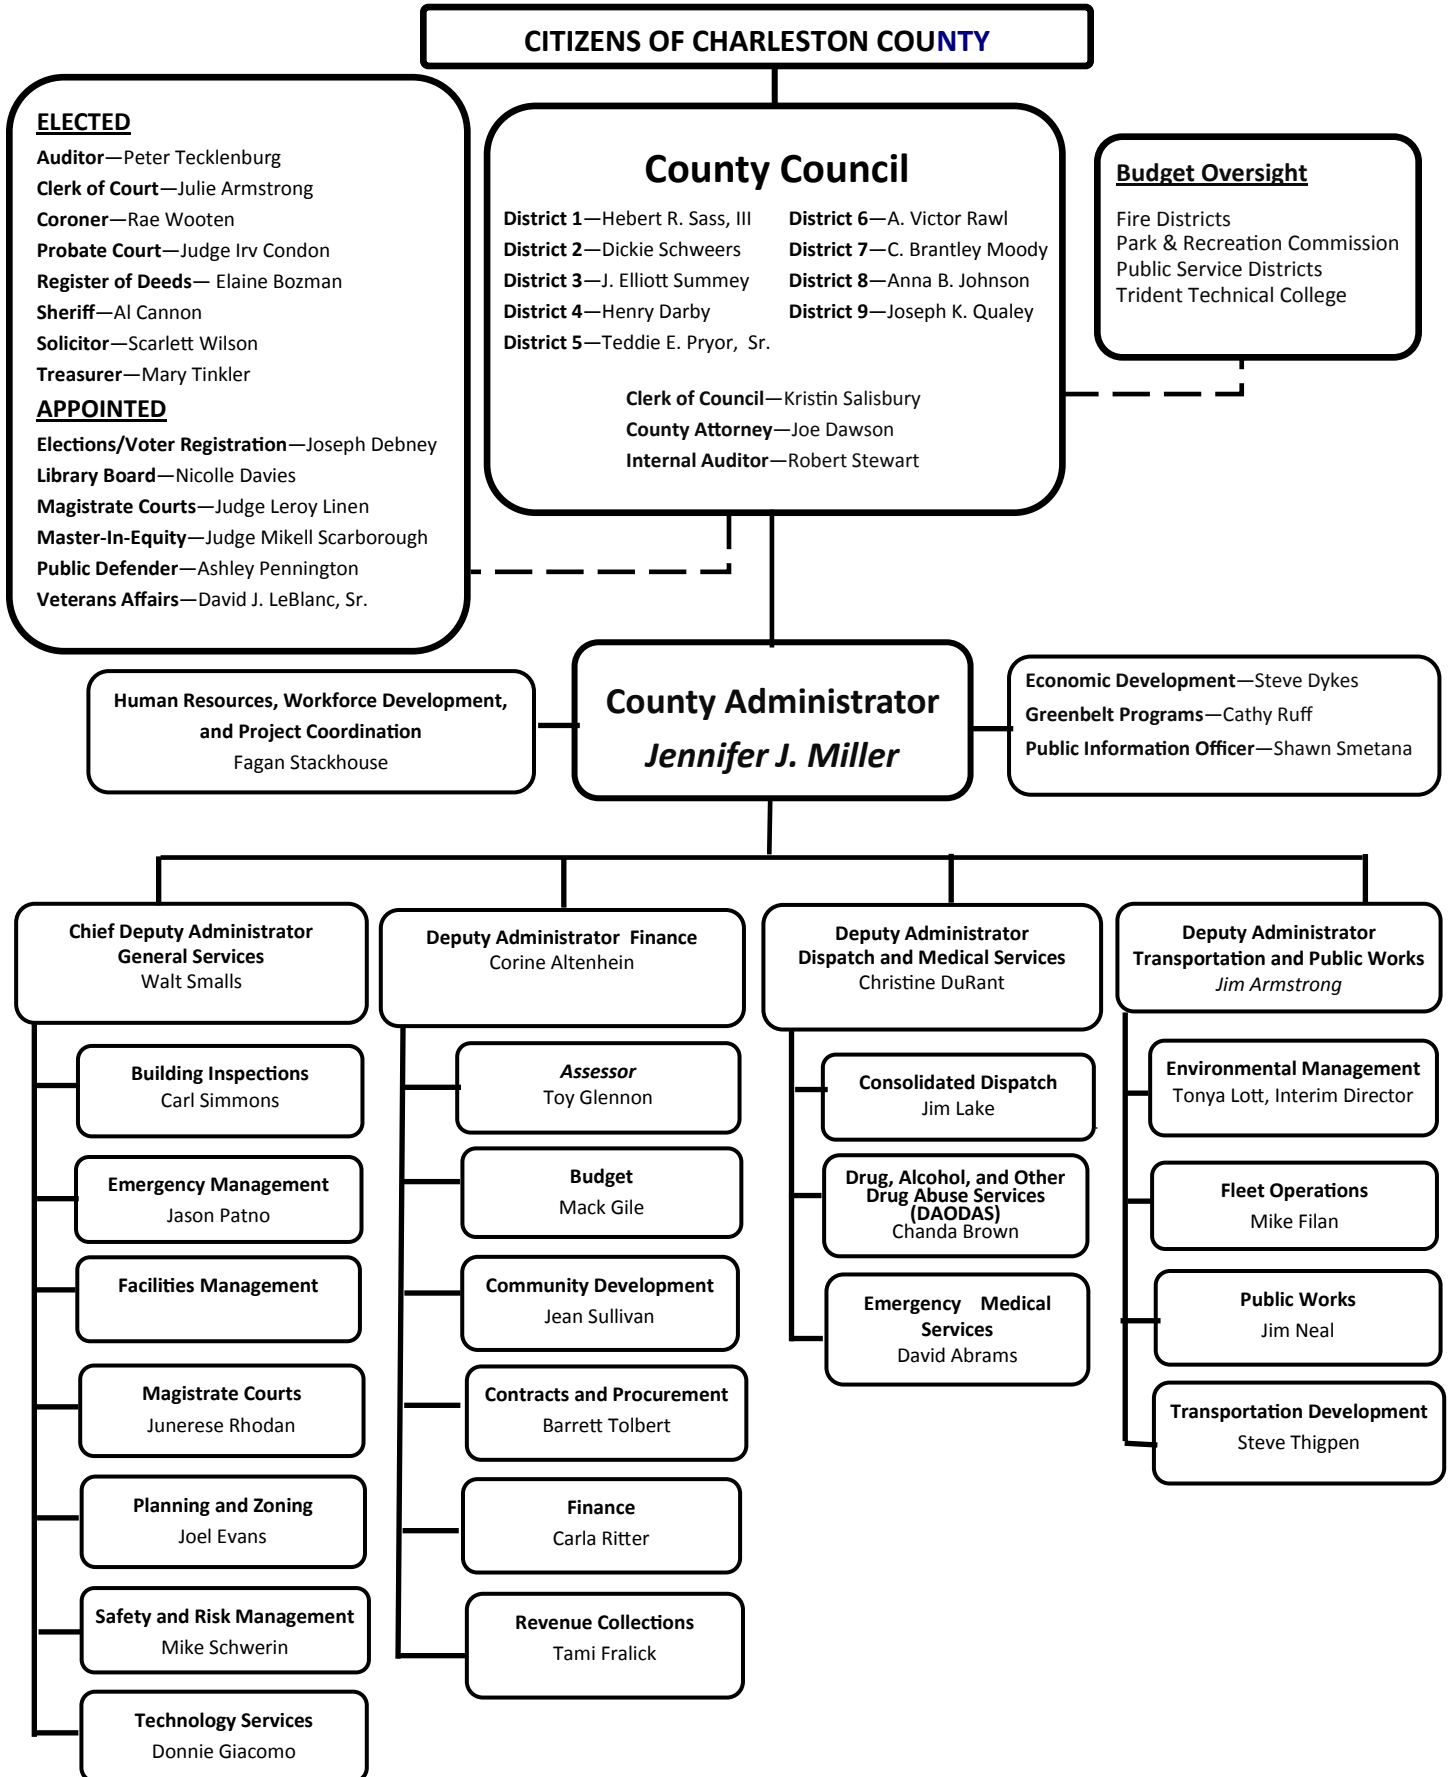 CITIZENS OF CHARLESTON COUNTY
ELECTED
Auditor—Peter Tecklenburg
Clerk of Court—Julie Armstrong
Coroner—Rae Wooten
Probate Court—Judge Irv Condon
Register of Deeds— Elaine Bozman
Sheriff—Al Cannon
Solicitor—Scarlett Wilson
Treasurer—Mary Tinkler
APPOINTED
Elections/Voter Registration—Joseph Debney
Library Board—Nicolle Davies
Magistrate Courts—Judge Leroy Linen
Master-In-Equity—Judge Mikell Scarborough
Public Defender—Ashley Pennington
Veterans Affairs—David J. LeBlanc, Sr.
County Council
District 1—Hebert R. Sass, III
District 2—Dickie Schweers
District 3—J. Elliott Summey
District 4—Henry Darby
District 5—Teddie E. Pryor, Sr.
District 6—A. Victor Rawl
District 7—C. Brantley Moody
District 8—Anna B. Johnson
District 9—Joseph K. Qualey
Clerk of Council—Kristin Salisbury
County Attorney—Joe Dawson
Internal Auditor—Robert Stewart
Budget Oversight
Fire Districts
Park & Recreation Commission
Public Service Districts
Trident Technical College
Human Resources, Workforce Development,
and Project Coordination
Fagan Stackhouse
County Administrator
Jennifer J. Miller
Economic Development—Steve Dykes
Greenbelt Programs—Cathy Ruff
Public Information Officer—Shawn Smetana
Chief Deputy Administrator
General Services
Walt Smalls
Building Inspections
Carl Simmons
Emergency Management
Jason Patno
Facilities Management
Magistrate Courts
Junerese Rhodan
Planning and Zoning
Joel Evans
Safety and Risk Management
Mike Schwerin
Technology Services
Donnie Giacomo
Deputy Administrator Finance
Corine Altenhein
Assessor
Toy Glennon
Budget
Mack Gile
Community Development
Jean Sullivan
Contracts and Procurement
Barrett Tolbert
Finance
Carla Ritter
Revenue Collections
Tami Fralick
Deputy Administrator
Dispatch and Medical Services
Christine DuRant
Consolidated Dispatch
Jim Lake
Drug, Alcohol, and Other
Drug Abuse Services
(DAODAS)
Chanda Brown
Emergency Medical
Services
David Abrams
Deputy Administrator
Transportation and Public Works
Jim Armstrong
Environmental Management
Tonya Lott, Interim Director
Fleet Operations
Mike Filan
Public Works
Jim Neal
Transportation Development
Steve Thigpen